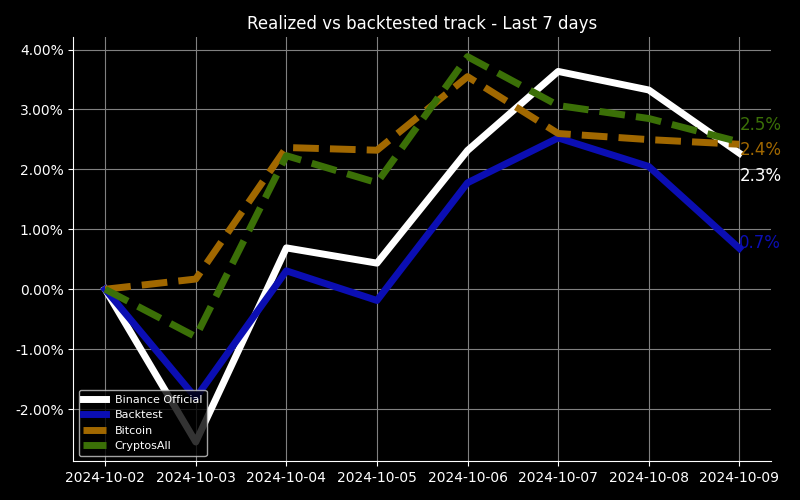 Realized vs backtested track - Last 7 days
4.00%
3.00%
2.00%
1.00%
0.00%
-1.00%
-2.00%
2.5%
2.4%
2.3%
0.7%
Binance Official
Backtest
Bitcoin
CryptosAll
2024-10-02 2024-10-03 2024-10-04 2024-10-05 2024-10-06 2024-10-07 2024-10-08 2024-10-09